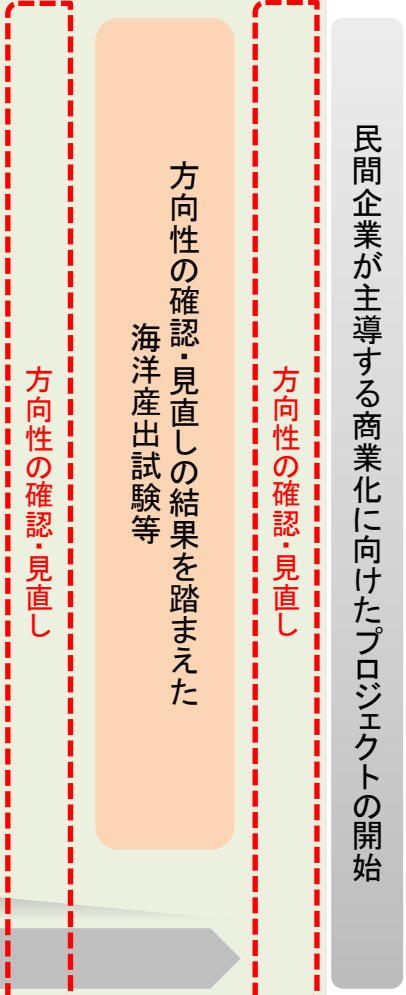 方向性の確認・見直し
方向性の確認・見直しの結果を踏まえた
海洋産出試験等
方向性の確認・見直し
民間企業が主導する商業化に向けたプロジェクトの開始